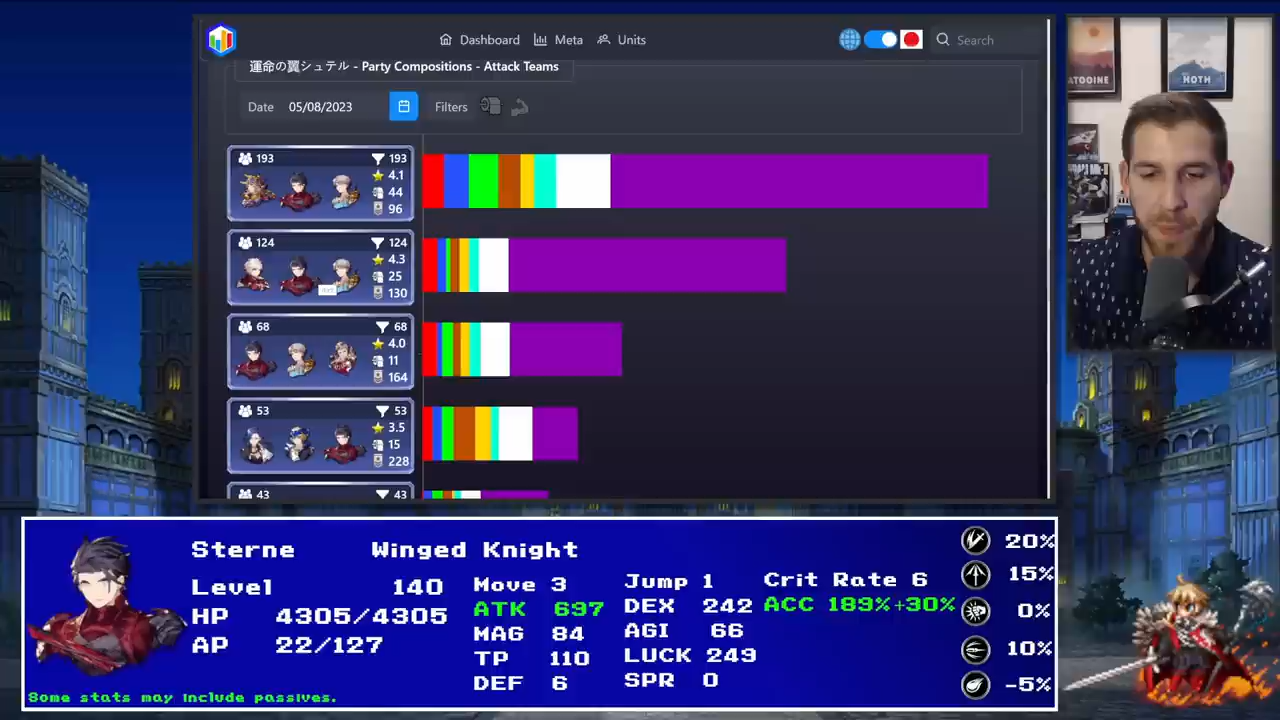 Dashboard
Meta
Units
Search
運命の翼シュテル - Party Compositions - Attack Teams
Date 05/08/2023
Filters
193 193
4.1
44
96
124 124
4.3
25
130
68 68
4.0
11
164
53 53
3.5
15
228
43 43
HOTH
Sterne Winged Knight
Level 140
HP 4305/4305
AP 22/127
Move 3
ATK 697
MAG 84
TP 110
DEF 6
Jump 1
DEX 242
AGI 66
LUCK 249
SPR 0
Crit Rate 6
ACC 189%+30%
20%
15%
0%
10%
-5%
Some stats may include passives.